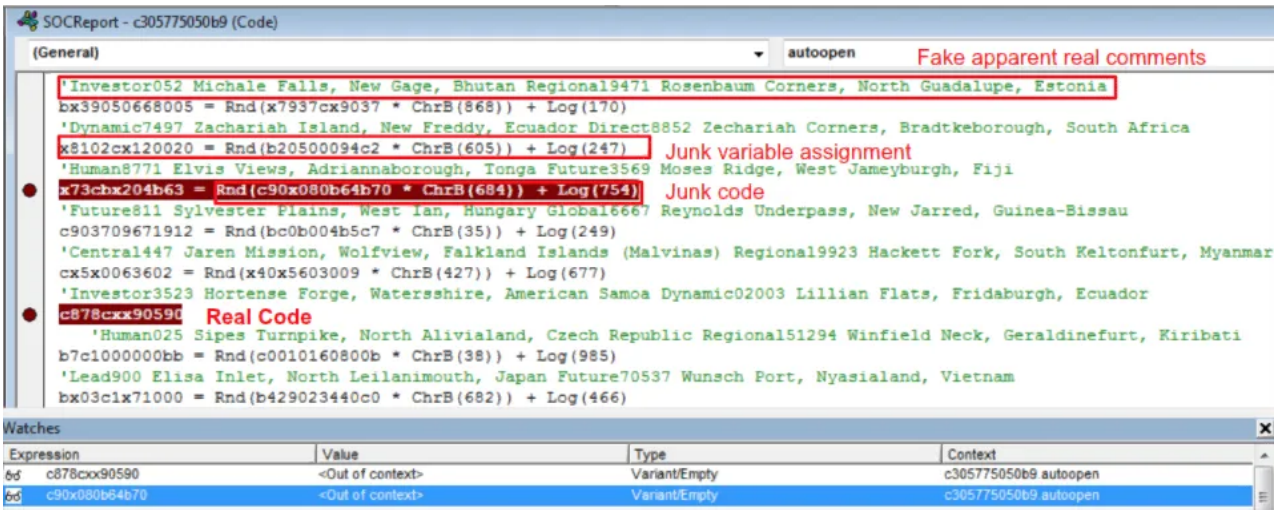 SOCReport - c305775050b9 (Code)
(General) autoopen
Fake apparent real comments
'Investor052 Michale Falls, New Gage, Bhutan Regional9471 Rosenbaum Corners, North Guadalupe, Estonia
bx39050668005 = Rnd(x7937cx9037 * ChrB(868)) + Log(170)
'Dynamic7497 Zachariah Island, New Freddy, Ecuador Direct8852 Zechariah Corners, Bradtkeborough, South Africa
x8102cx120020 = Rnd(b20500094c2 * ChrB(605)) + Log(247) Junk variable assignment
'Human8771 Elvis Views, Adriannaborough, Tonga Future3569 Moses Ridge, West Jameyburgh, Fiji
x73cbx204b63 = Rnd(c90x080b64b70 * ChrB(684)) + Log(754) Junk code
'Future811 Sylvester Plains, West Ian, Hungary Global6667 Reynolds Underpass, New Jarred, Guinea-Bissau
c903709671912 = Rnd(bc0b004b5c7 * ChrB(35)) + Log(249)
'Central447 Jaren Mission, Wolfview, Falkland Islands (Malvinas) Regional9923 Hackett Fork, South Keltonfurt, Myanmar
cx5x0063602 = Rnd(x40x5603009 * ChrB(427)) + Log(677)
'Investor3523 Hortense Forge, Watersshire, American Samoa Dynamic02003 Lillian Flats, Fridaburgh, Ecuador
c878cxx90590 Real Code
'Human025 Sipes Turnpike, North Alivialand, Czech Republic Regional51294 Winfield Neck, Geraldinefurt, Kiribati
b7c1000000bb = Rnd(c0010160800b * ChrB(38)) + Log(985)
'Lead900 Elisa Inlet, North Leilanimouth, Japan Future70537 Wunsch Port, Nyasialand, Vietnam
bx03c1x71000 = Rnd(b429023440c0 * ChrB(682)) + Log(466)
Watches
Expression Value Type Context
c878cxx90590 <Out of context> Variant/Empty c305775050b9.autoopen
c90x080b64b70 <Out of context> Variant/Empty c305775050b9.autoopen